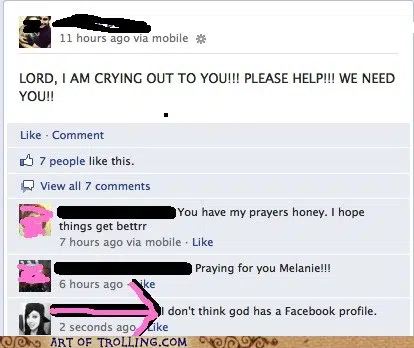 11 hours ago via mobile
LORD, I AM CRYING OUT TO YOU!!! PLEASE HELP!!! WE NEED
YOU!!
Like · Comment
7 people like this.
View all 7 comments
You have my prayers honey. I hope
things get bettrr
7 hours ago via mobile · Like
Praying for you Melanie!!!
6 hours ago · Like
I don't think god has a Facebook profile.
2 seconds ago · Like
ART OF TROLLING.COM